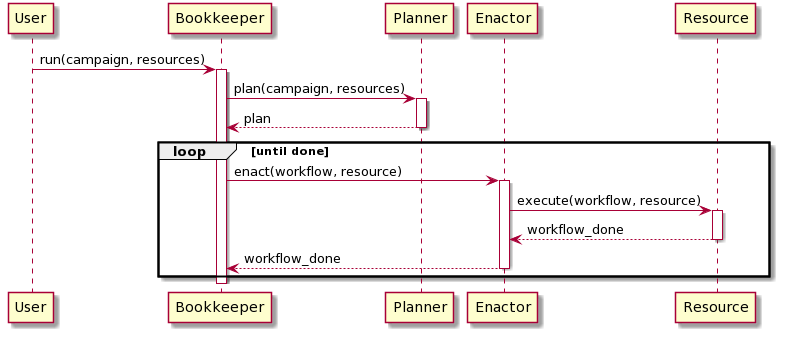 User Bookkeeper Planner Enactor Resource
run(campaign, resources)
plan(campaign, resources)
plan
loop [until done]
enact(workflow, resource)
execute(workflow, resource)
workflow_done
workflow_done
User Bookkeeper Planner Enactor Resource